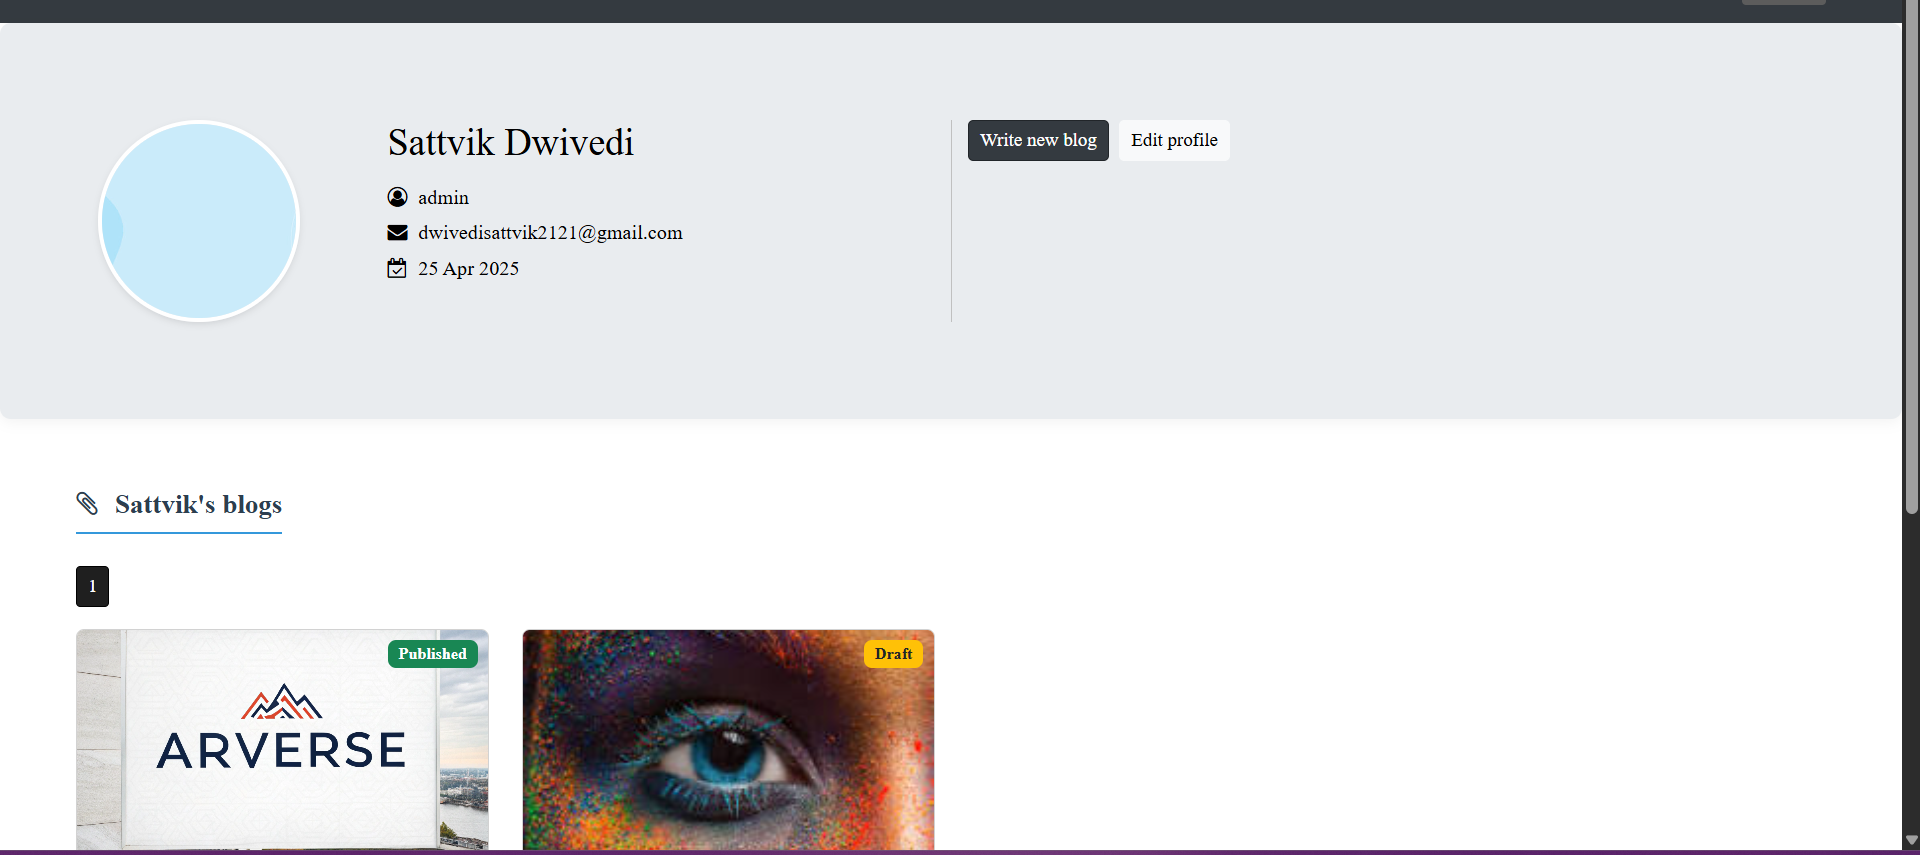 Sattvik Dwivedi
admin
dwivedisattvik2121@gmail.com
25 Apr 2025
Write new blog
Edit profile
Sattvik's blogs
1
Published
ARVERSE
Draft